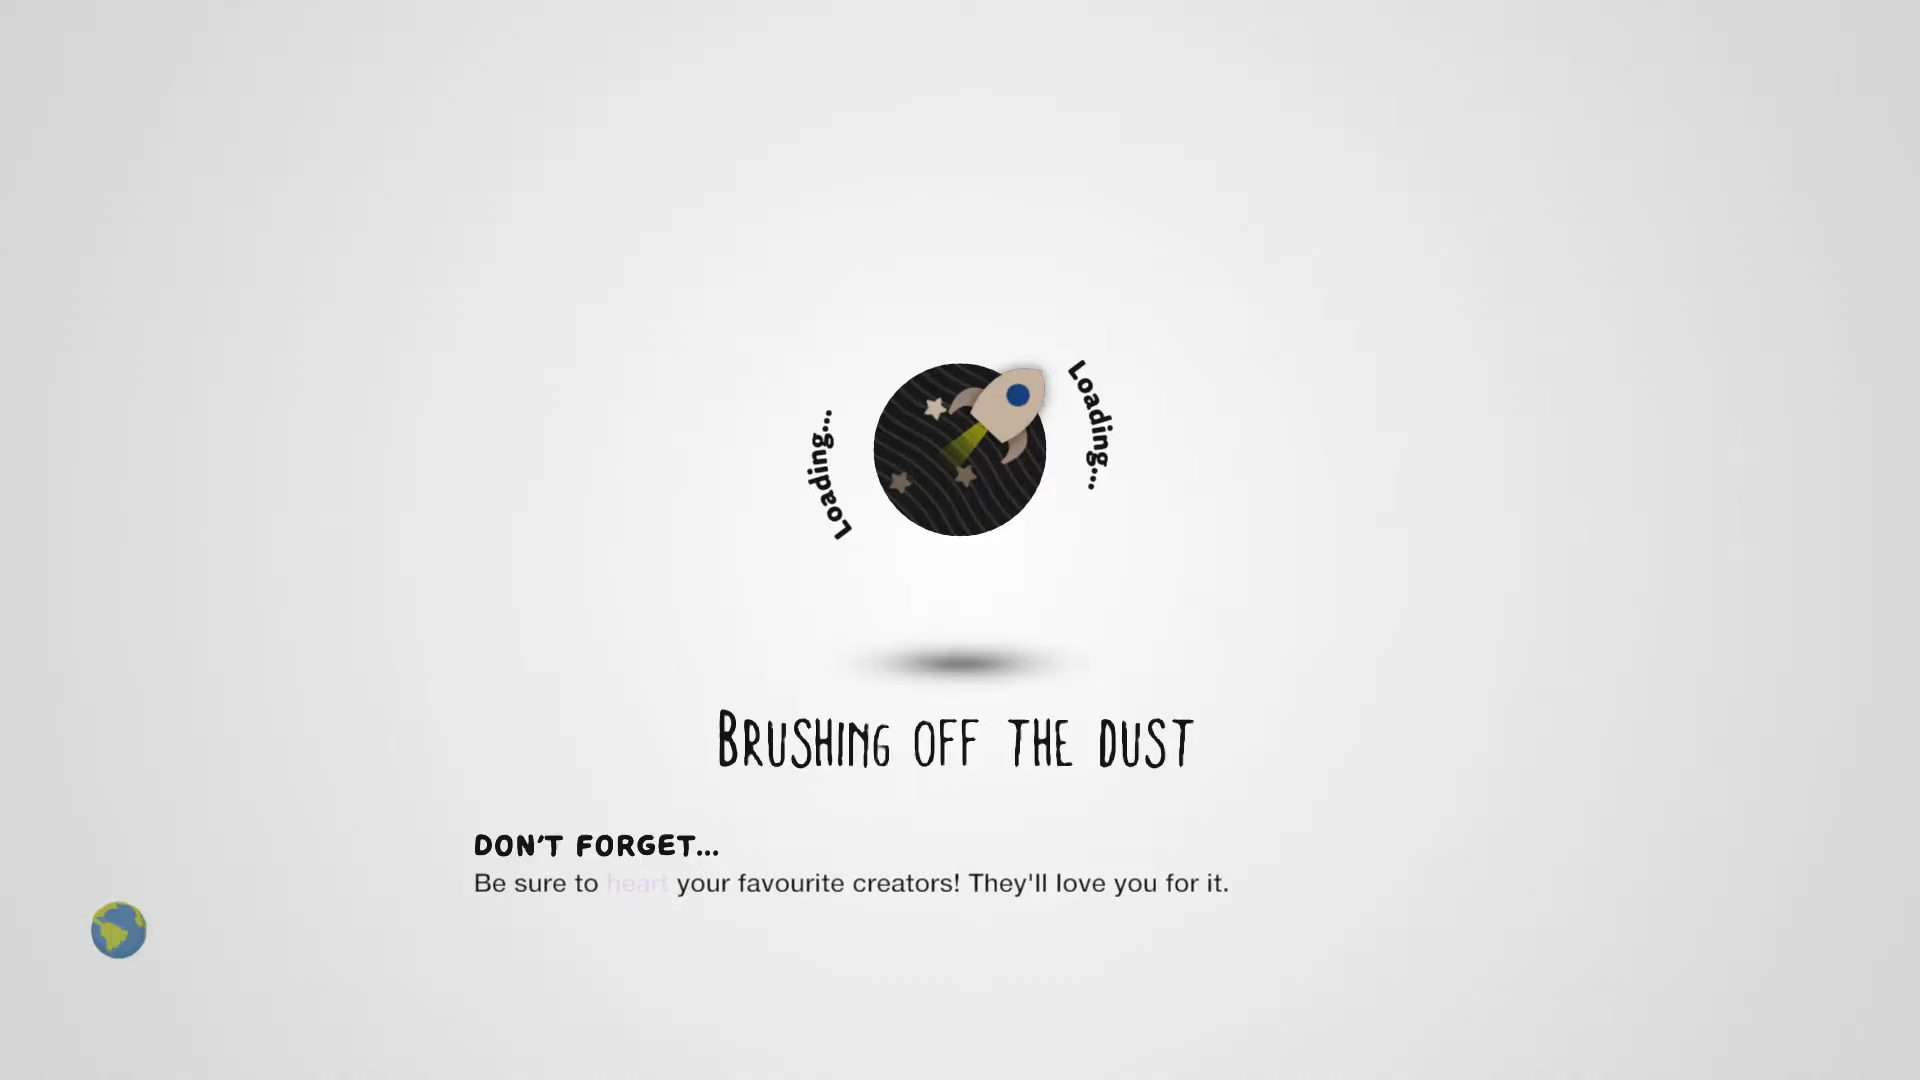 Loading...
Loading...
BRUSHING OFF THE DUST
DON'T FORGET...
Be sure to heart your favourite creators! They'll love you for it.